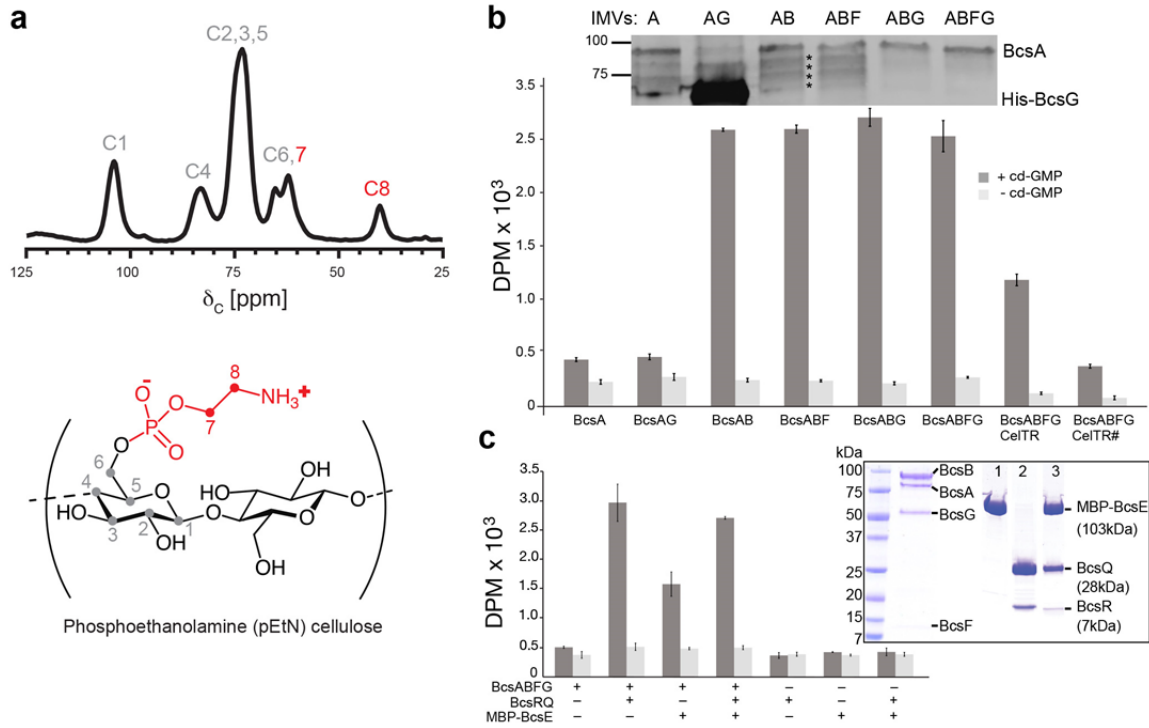 a
C2,3,5
C1
C4
C6,7
C8
125 100 75 50 25
δC [ppm]
O-
O
P
O
O
O
8
7
NH3+
6
5
4
3
2
1
O
HO
OH
O
HO
OH
O
O
OH
Phosphoethanolamine (pEtN) cellulose
b
IMVs: A AG AB ABF ABG ABFG
100
75
BcsA
* * * *
His-BcsG
DPM x 10³
2.5
2.5
1.5
1.0
0.5
0
+ cd-GMP
- cd-GMP
BcsA BcsAG BcsAB BcsABF BcsABG BcsABFG BcsABFG CelTR BcsABFG CelTR#
c
DPM x 10³
3.5
3.0
2.5
2.0
1.5
1.0
0.5
0.0
BcsABFG + + + + – – –
BcsRQ – + – + + – +
MBP-BcsE – – + + – + +
kDa
100
75
50
37
25
20
15
10
7
BcsB
BcsA
BcsG
BcsF
1 2 3
MBP-BcsE
(103kDa)
BcsQ
(28kDa)
BcsR
(7kDa)